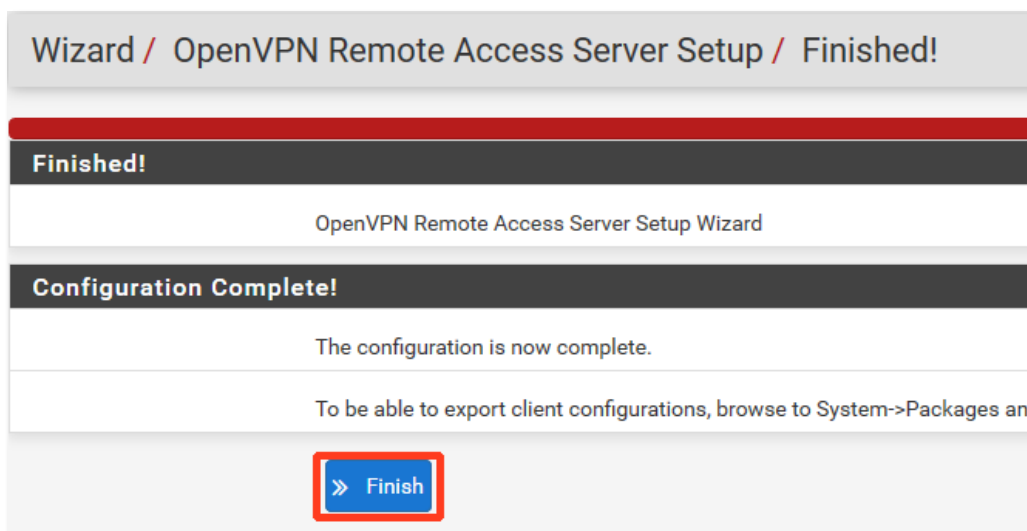 Wizard / OpenVPN Remote Access Server Setup / Finished!
Finished!
OpenVPN Remote Access Server Setup Wizard
Configuration Complete!
The configuration is now complete.
To be able to export client configurations, browse to System->Packages an
» Finish